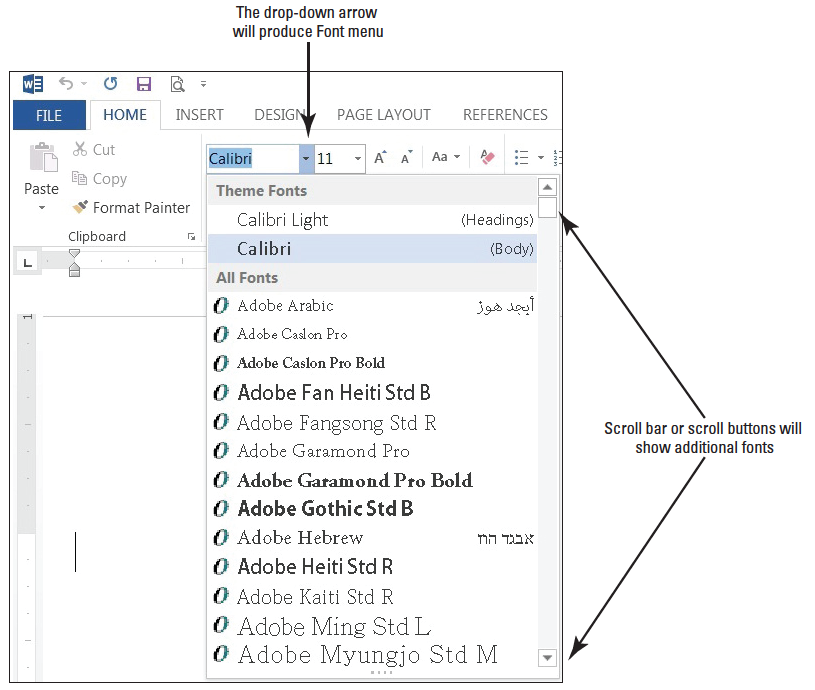 The drop-down arrow
will produce Font menu
FILE HOME INSERT DESIGN PAGE LAYOUT REFERENCES
Paste
Cut
Copy
Format Painter
Clipboard
Calibri 11 Aa
Theme Fonts
Calibri Light (Headings)
Calibri (Body)
All Fonts
Adobe Arabic أبجد هوز
Adobe Caslon Pro
Adobe Caslon Pro Bold
Adobe Fan Heiti Std B
Adobe Fangsong Std R
Adobe Garamond Pro
Adobe Garamond Pro Bold
Adobe Gothic Std B
Adobe Hebrew אבגד הח
Adobe Heiti Std R
Adobe Kaiti Std R
Adobe Ming Std L
Adobe Myungjo Std M
Scroll bar or scroll buttons will
show additional fonts
1